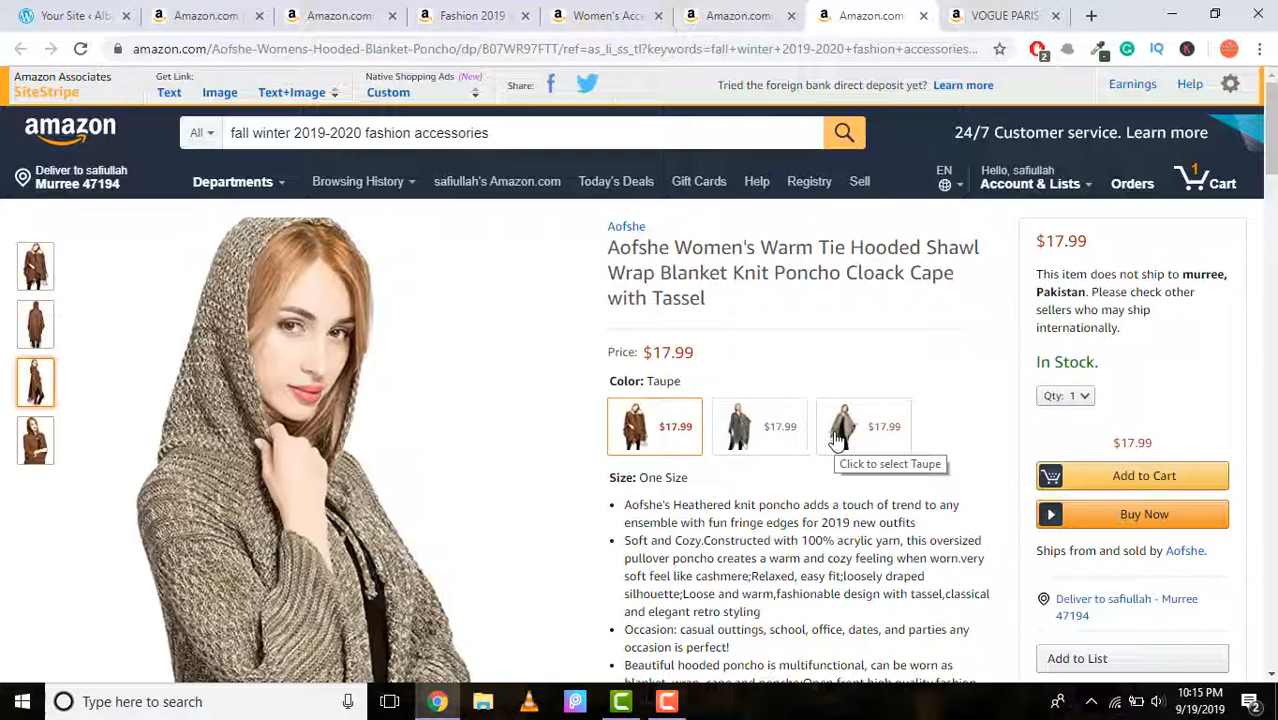 Your Site ‹ Alb
Amazon.com
Amazon.com:
Fashion 2019
Women's Acce
Amazon.com
Amazon.com
VOGUE PARIS
amazon.com/Aofshe-Womens-Hooded-Blanket-Poncho/dp/B07WR97FTT/ref=as_li_ss_tl?keywords=fall+winter+2019-2020+fashion+accessories...
2
Amazon Associates
SiteStripe
Get Link:
Text Image Text+Image
Native Shopping Ads (New)
Custom
Share:
Tried the foreign bank direct deposit yet? Learn more
Earnings Help
amazon
All
fall winter 2019-2020 fashion accessories
24/7 Customer service. Learn more
Deliver to safiullah
Murree 47194
Departments Browsing History safiullah's Amazon.com Today's Deals Gift Cards Help Registry Sell
EN
Hello, safiullah
Account & Lists
Orders
1
Cart
Aofshe
Aofshe Women's Warm Tie Hooded Shawl
Wrap Blanket Knit Poncho Cloack Cape
with Tassel
Price: $17.99
Color: Taupe
$17.99 $17.99 $17.99
Click to select Taupe
Size: One Size
Aofshe's Heathered knit poncho adds a touch of trend to any
ensemble with fun fringe edges for 2019 new outfits
Soft and Cozy.Constructed with 100% acrylic yarn, this oversized
pullover poncho creates a warm and cozy feeling when worn.very
soft feel like cashmere;Relaxed, easy fit;loosely draped
silhouette;Loose and warm,fashionable design with tassel,classical
and elegant retro styling
Occasion: casual outtings, school, office, dates, and parties any
occasion is perfect!
Beautiful hooded poncho is multifunctional, can be worn as
blanket, wrap, cape and poncho;Open front high quality fashion
$17.99
This item does not ship to murree,
Pakistan. Please check other
sellers who may ship
internationally.
In Stock.
Qty: 1
$17.99
Add to Cart
Buy Now
Ships from and sold by Aofshe.
Deliver to safiullah - Murree
47194
Add to List
Type here to search
10:15 PM
9/19/2019
2